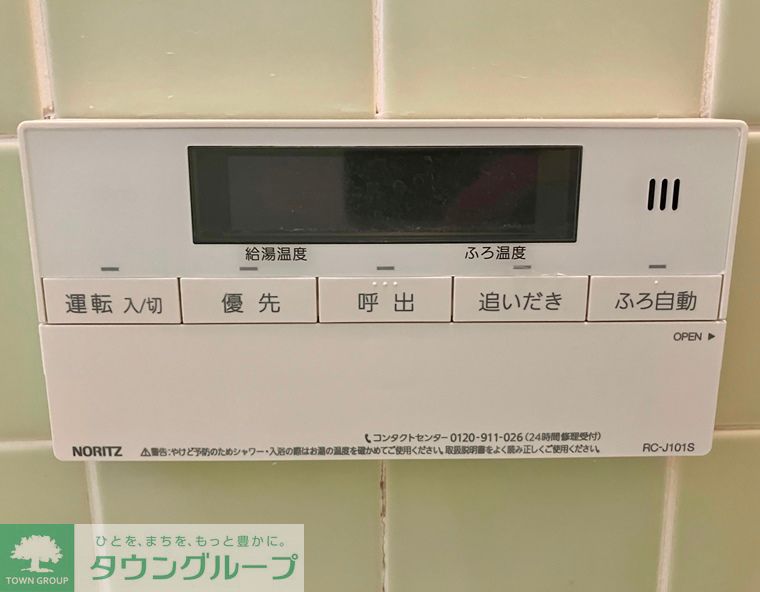 給湯温度 ふろ温度
運転 入/切 優先 呼出 追いだき ふろ自動
OPEN ▶
コンタクトセンター 0120-911-026 (24時間修理受付)
NORITZ ⚠警告:やけど予防のためシャワー・入浴の際はお湯の温度を確かめてご使用ください。取扱説明書をよく読み正しくご使用ください。 RC-J101S
ひとを、まちを、もっと豊かに。
TOWN GROUP タウングループ